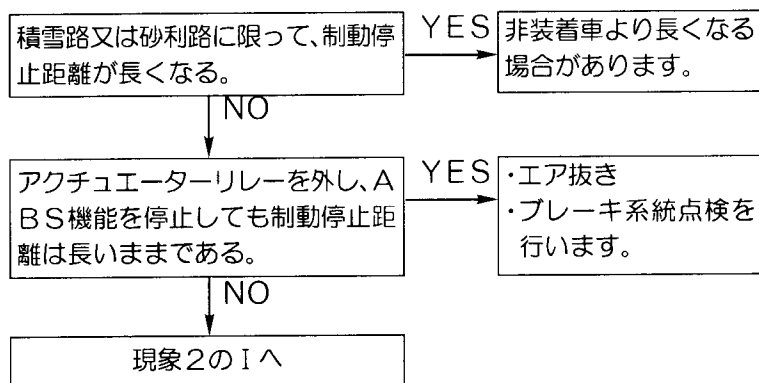 積雪路又は砂利路に限って、制動停
止距離が長くなる。
YES
非装着車より長くなる
場合があります。
NO
アクチュエーターリレーを外し、A
BS機能を停止しても制動停止距
離は長いままである。
YES
・エア抜き
・ブレーキ系統点検を
行います。
NO
現象2のIへ